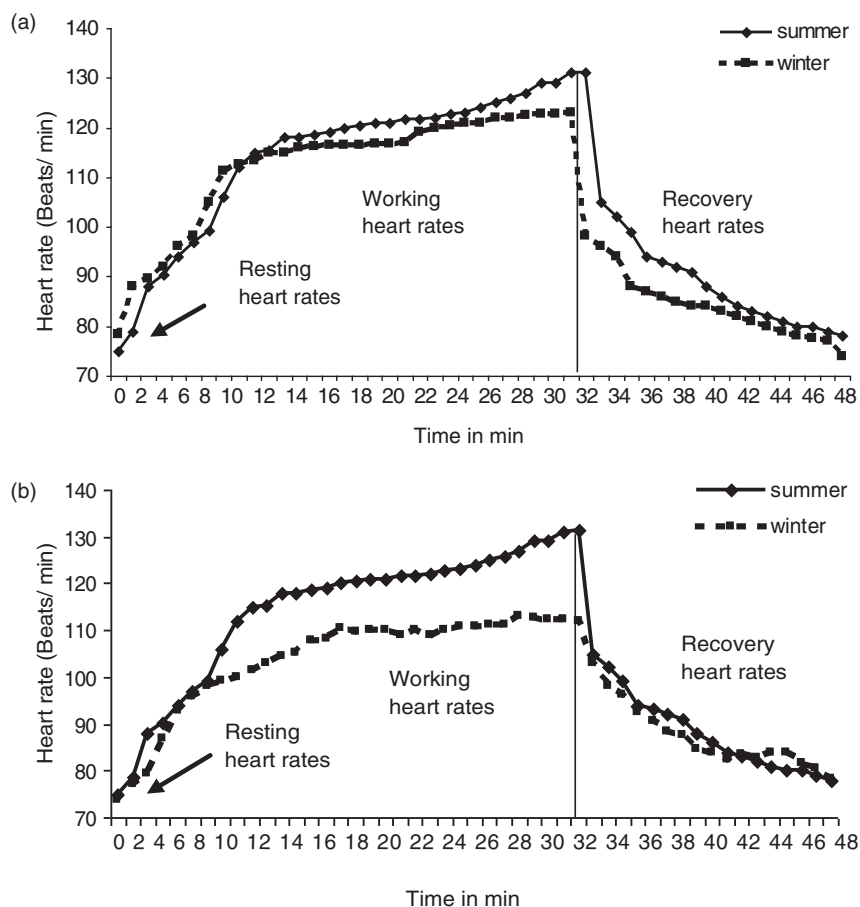 (a)
140
130
120
110
100
90
80
70
Heart rate (Beats/ min)
summer
winter
Working
heart rates
Recovery
heart rates
Resting
heart rates
0 2 4 6 8 10 12 14 16 18 20 22 24 26 28 30 32 34 36 38 40 42 44 46 48
Time in min
(b)
140
130
120
110
100
90
80
70
Heart rate (Beats/ min)
summer
winter
Recovery
heart rates
Working
heart rates
Resting
heart rates
0 2 4 6 8 10 12 14 16 18 20 22 24 26 28 30 32 34 36 38 40 42 44 46 48
Time in min